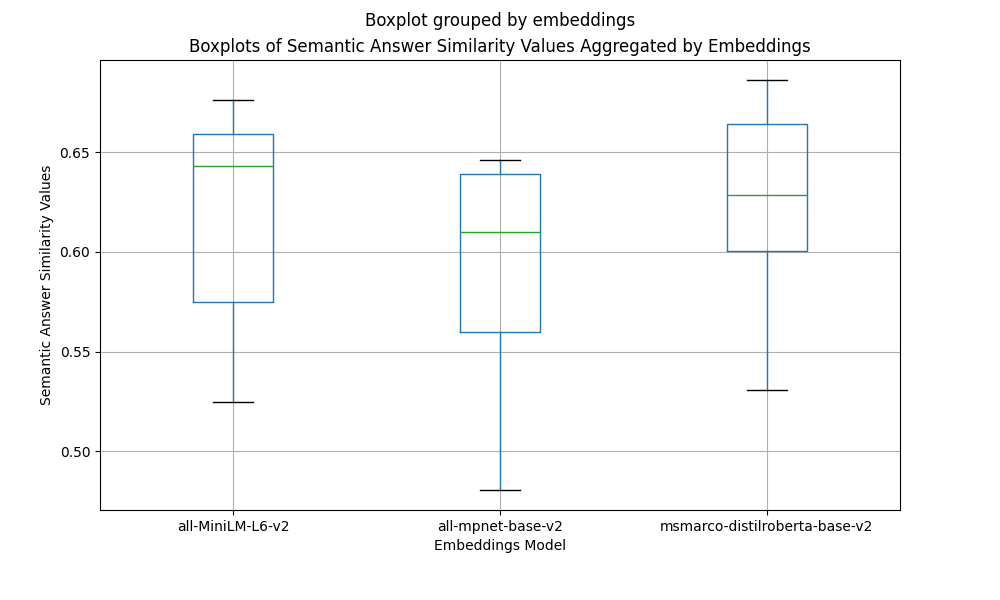 Boxplot grouped by embeddings
Boxplots of Semantic Answer Similarity Values Aggregated by Embeddings
Semantic Answer Similarity Values
0.65
0.60
0.55
0.50
all-MiniLM-L6-v2 all-mpnet-base-v2 msmarco-distilroberta-base-v2
Embeddings Model